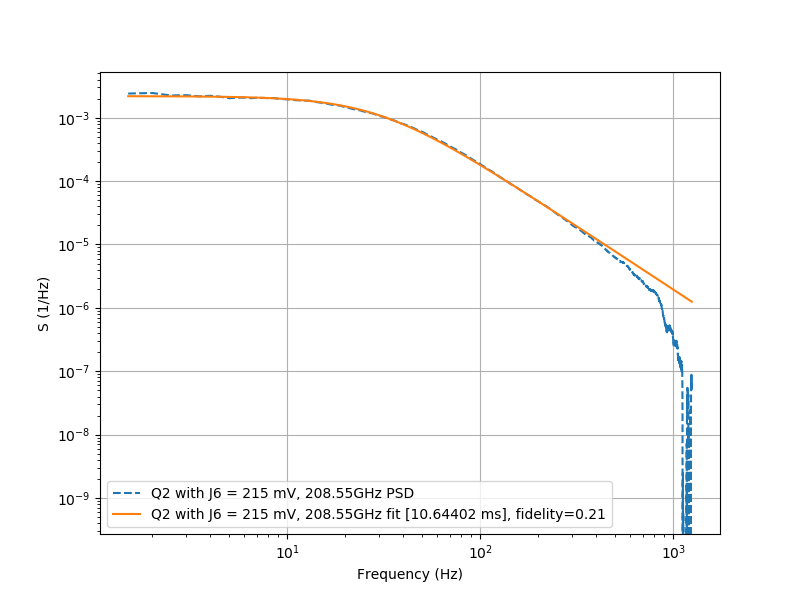 10⁻³
10⁻⁴
10⁻⁵
10⁻⁶
10⁻⁷
10⁻⁸
10⁻⁹
S (1/Hz)
Q2 with J6 = 215 mV, 208.55GHz PSD
Q2 with J6 = 215 mV, 208.55GHz fit [10.64402 ms], fidelity=0.21
10¹ 10² 10³
Frequency (Hz)